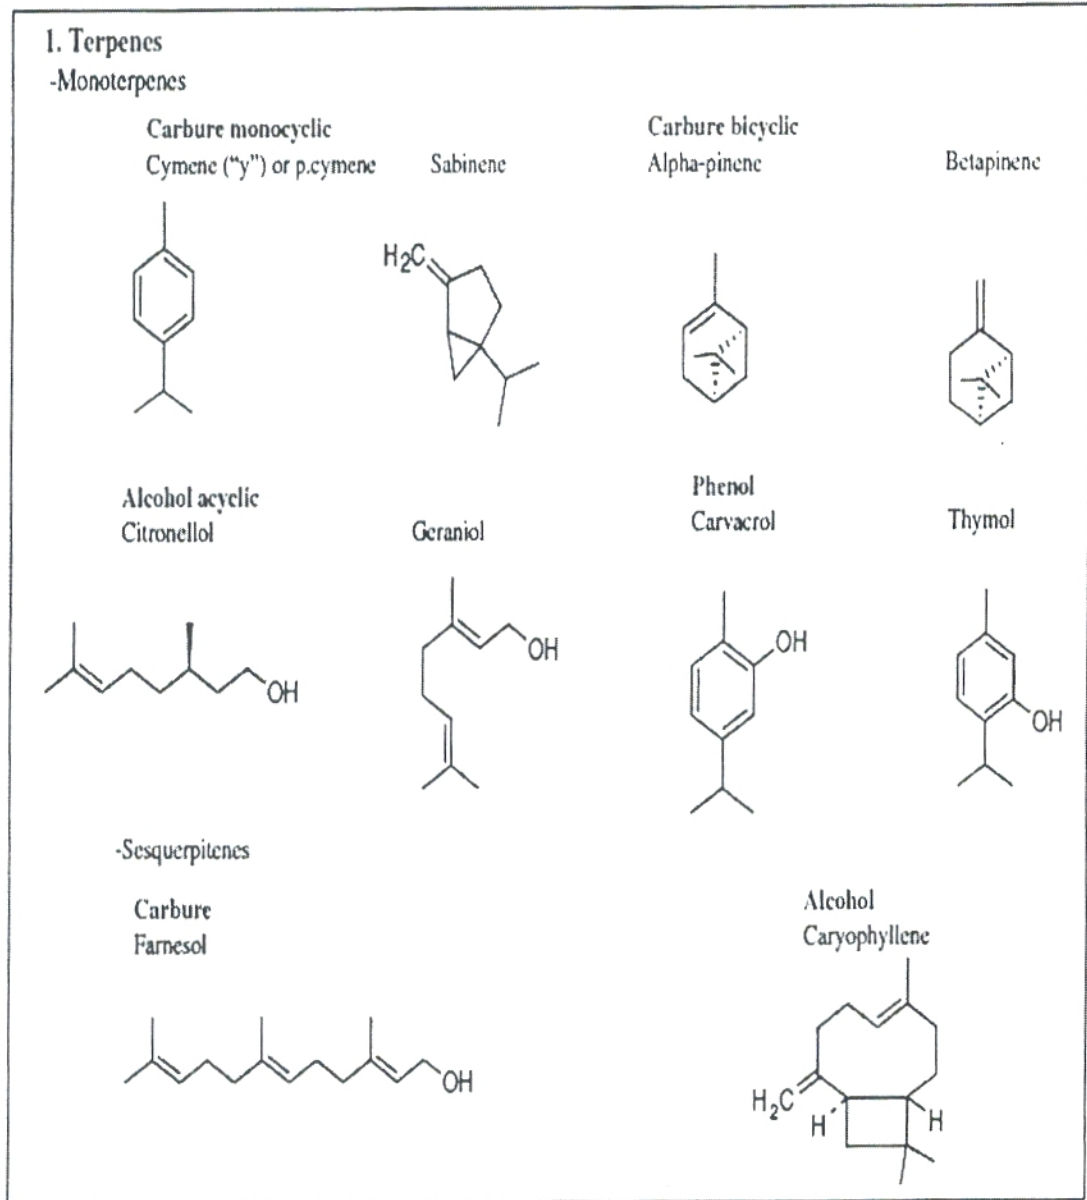 1. Terpenes
-Monoterpenes
Carbure monocyclic
Cymene ("y") or p.cymene
Sabinene
Carbure bicyclic
Alpha-pinene
Betapinene
H₂C
Alcohol acyclic
Citronellol
Geraniol
Phenol
Carvacrol
Thymol
OH
OH
OH
OH
-Sesquerpitenes
Carbure
Farnesol
Alcohol
Caryophyllene
OH
H₂C
H
H